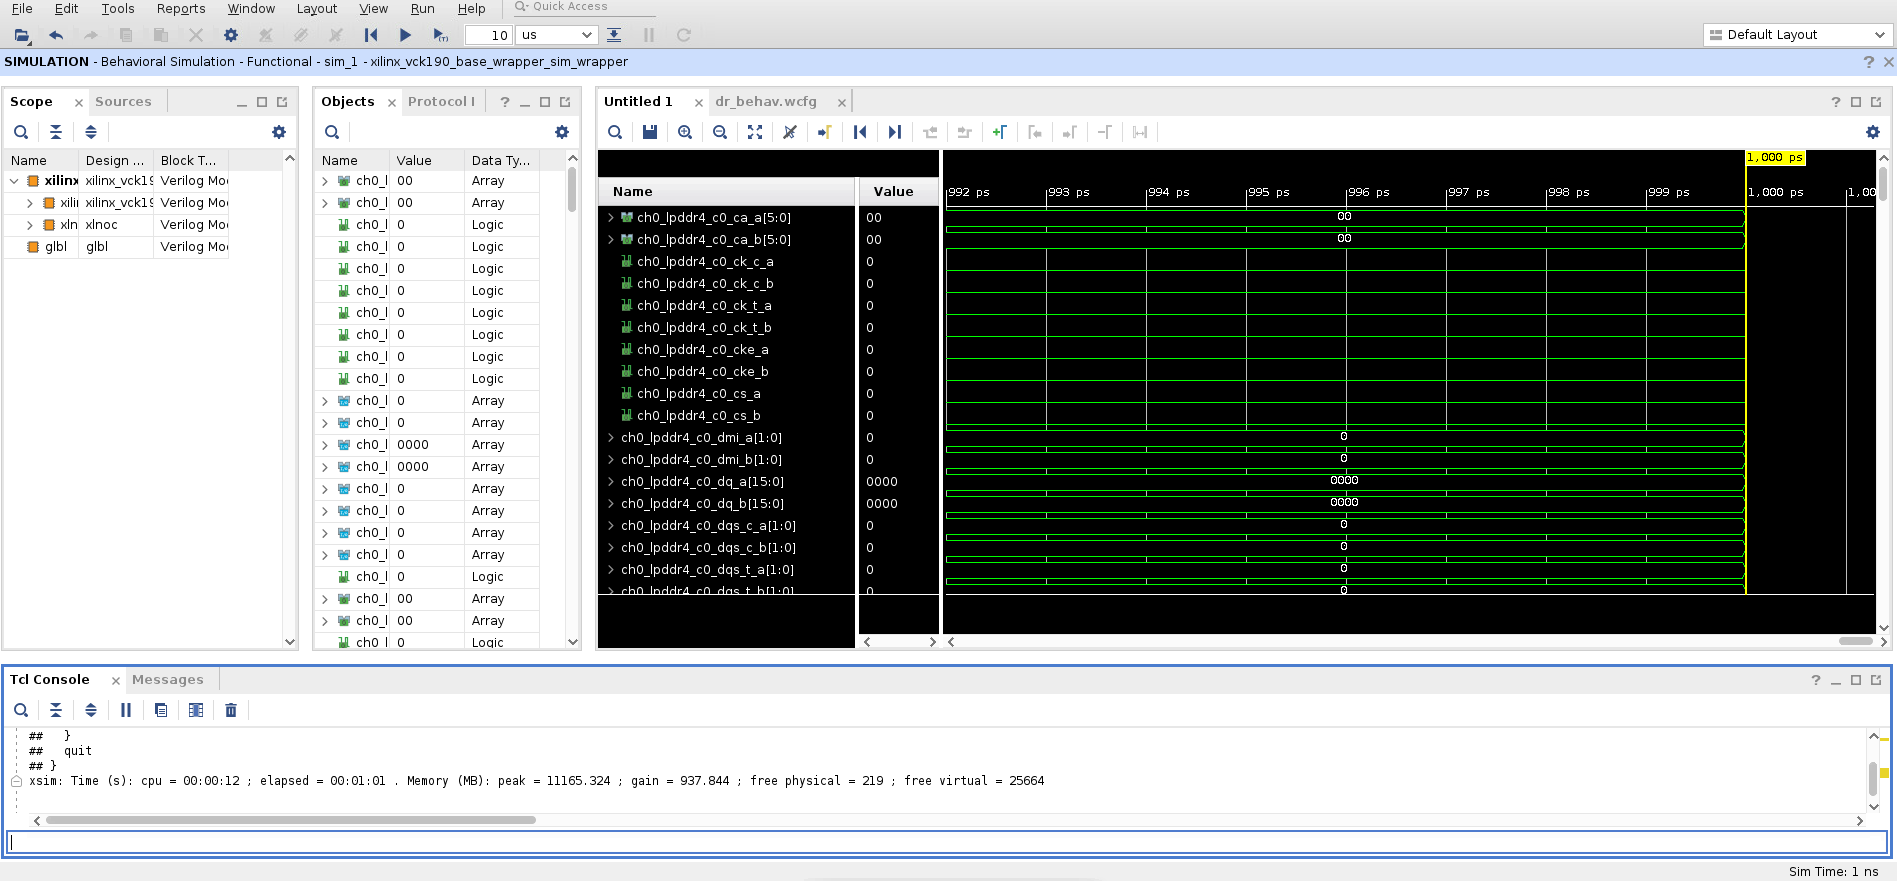 File Edit Tools Reports Window Layout View Run Help Quick Access
10 us Default Layout
SIMULATION - Behavioral Simulation - Functional - sim_1 - xilinx_vck190_base_wrapper_sim_wrapper
Scope Sources
Name Design ... Block T...
xilinx xilinx_vck19 Verilog Mo
xili xilinx_vck19 Verilog Mo
xln xlnoc Verilog Mo
glbl glbl Verilog Mo
Objects Protocol I
Name Value Data Ty...
ch0_l 00 Array
ch0_l 00 Array
ch0_l 0 Logic
ch0_l 0 Logic
ch0_l 0 Logic
ch0_l 0 Logic
ch0_l 0 Logic
ch0_l 0 Logic
ch0_l 0 Logic
ch0_l 0 Logic
ch0_l 0 Array
ch0_l 0 Array
ch0_l 0000 Array
ch0_l 0000 Array
ch0_l 0 Array
ch0_l 0 Array
ch0_l 0 Array
ch0_l 0 Array
ch0_l 0 Logic
ch0_l 00 Array
ch0_l 00 Array
ch0_l 0 Logic
Untitled 1 dr_behav.wcfg
1,000 ps
Name Value 992 ps 993 ps 994 ps 995 ps 996 ps 997 ps 998 ps 999 ps 1,000 ps 1,00
ch0_lpddr4_c0_ca_a[5:0] 00 00
ch0_lpddr4_c0_ca_b[5:0] 00 00
ch0_lpddr4_c0_ck_c_a 0
ch0_lpddr4_c0_ck_c_b 0
ch0_lpddr4_c0_ck_t_a 0
ch0_lpddr4_c0_ck_t_b 0
ch0_lpddr4_c0_cke_a 0
ch0_lpddr4_c0_cke_b 0
ch0_lpddr4_c0_cs_a 0
ch0_lpddr4_c0_cs_b 0
ch0_lpddr4_c0_dmi_a[1:0] 0 0
ch0_lpddr4_c0_dmi_b[1:0] 0 0
ch0_lpddr4_c0_dq_a[15:0] 0000 0000
ch0_lpddr4_c0_dq_b[15:0] 0000 0000
ch0_lpddr4_c0_dqs_c_a[1:0] 0 0
ch0_lpddr4_c0_dqs_c_b[1:0] 0 0
ch0_lpddr4_c0_dqs_t_a[1:0] 0 0
ch0_lpddr4_c0_dqs_t_b[1:0] 0 0
Tcl Console Messages
## }
## quit
## }
xsim: Time (s): cpu = 00:00:12 ; elapsed = 00:01:01 . Memory (MB): peak = 11165.324 ; gain = 937.844 ; free physical = 219 ; free virtual = 25664
Sim Time: 1 ns